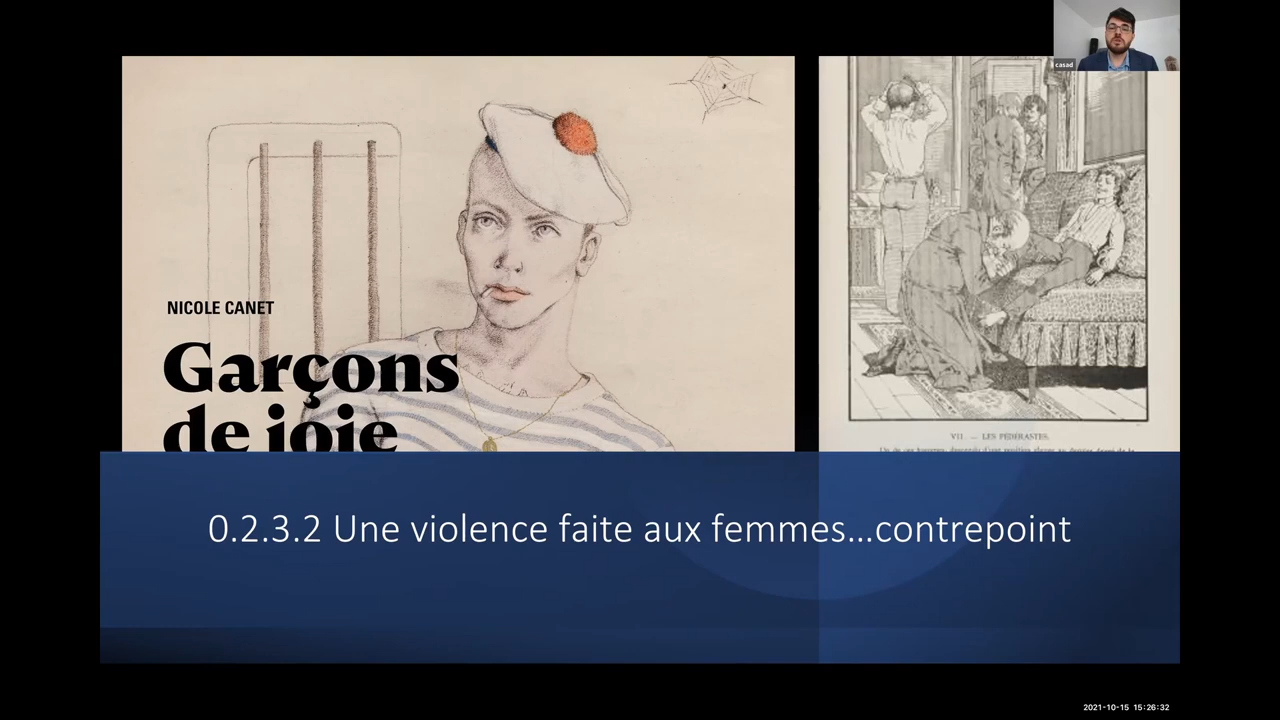 casad
NICOLE CANET
Garçons
de joie
VII. — LES PÉDÉRASTES.
0.2.3.2 Une violence faite aux femmes...contrepoint
2021-10-15 15:26:32